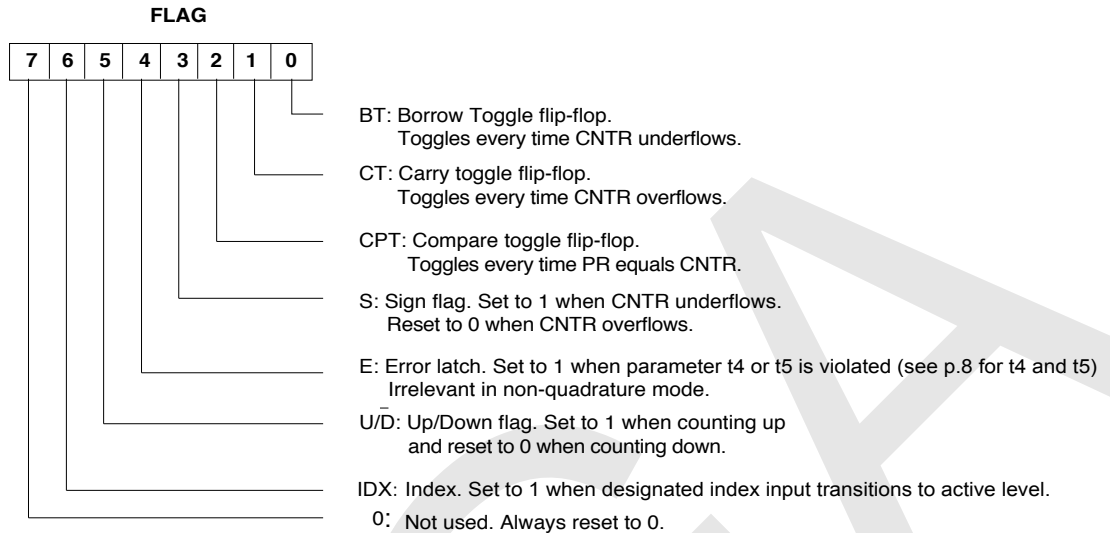 FLAG
7 6 5 4 3 2 1 0
BT: Borrow Toggle flip-flop.
Toggles every time CNTR underflows.
CT: Carry toggle flip-flop.
Toggles every time CNTR overflows.
CPT: Compare toggle flip-flop.
Toggles every time PR equals CNTR.
S: Sign flag. Set to 1 when CNTR underflows.
Reset to 0 when CNTR overflows.
E: Error latch. Set to 1 when parameter t4 or t5 is violated (see p.8 for t4 and t5)
Irrelevant in non-quadrature mode.
U/D̅: Up/Down flag. Set to 1 when counting up
and reset to 0 when counting down.
IDX: Index. Set to 1 when designated index input transitions to active level.
0: Not used. Always reset to 0.